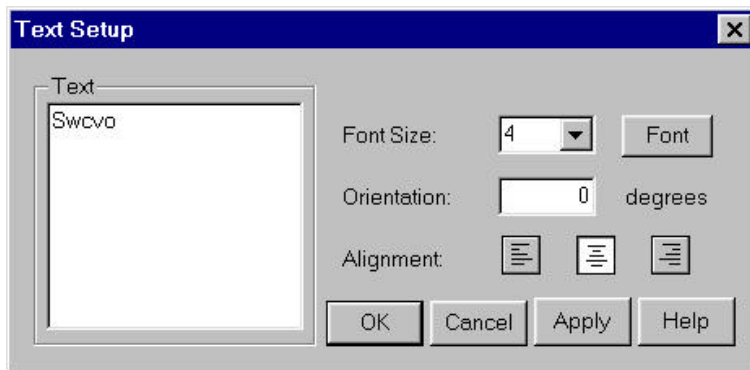 Text Setup
Text
Swcvo
Font Size: 4 Font
Orientation: 0 degrees
Alignment:
OK Cancel Apply Help